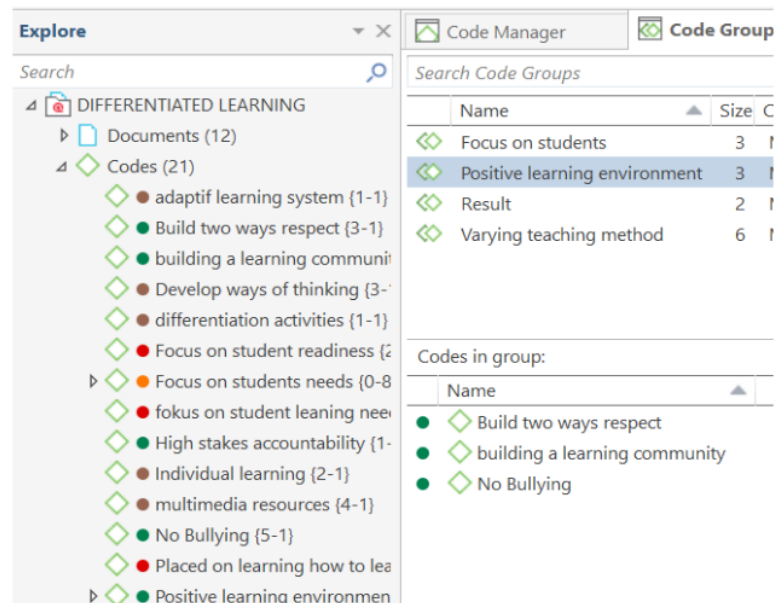 Explore
Search
DIFFERENTIATED LEARNING
Documents (12)
Codes (21)
adaptif learning system {1-1}
Build two ways respect {3-1}
building a learning communit
Develop ways of thinking {3-
differentiation activities {1-1}
Focus on student readiness {2
Focus on students needs {0-8
fokus on student leaning nee
High stakes accountability {1-
Individual learning {2-1}
multimedia resources {4-1}
No Bullying {5-1}
Placed on learning how to lea
Positive learning environmen
Code Manager
Code Group
Search Code Groups
Name Size C
Focus on students 3
Positive learning environment 3
Result 2
Varying teaching method 6
Codes in group:
Name
Build two ways respect
building a learning community
No Bullying